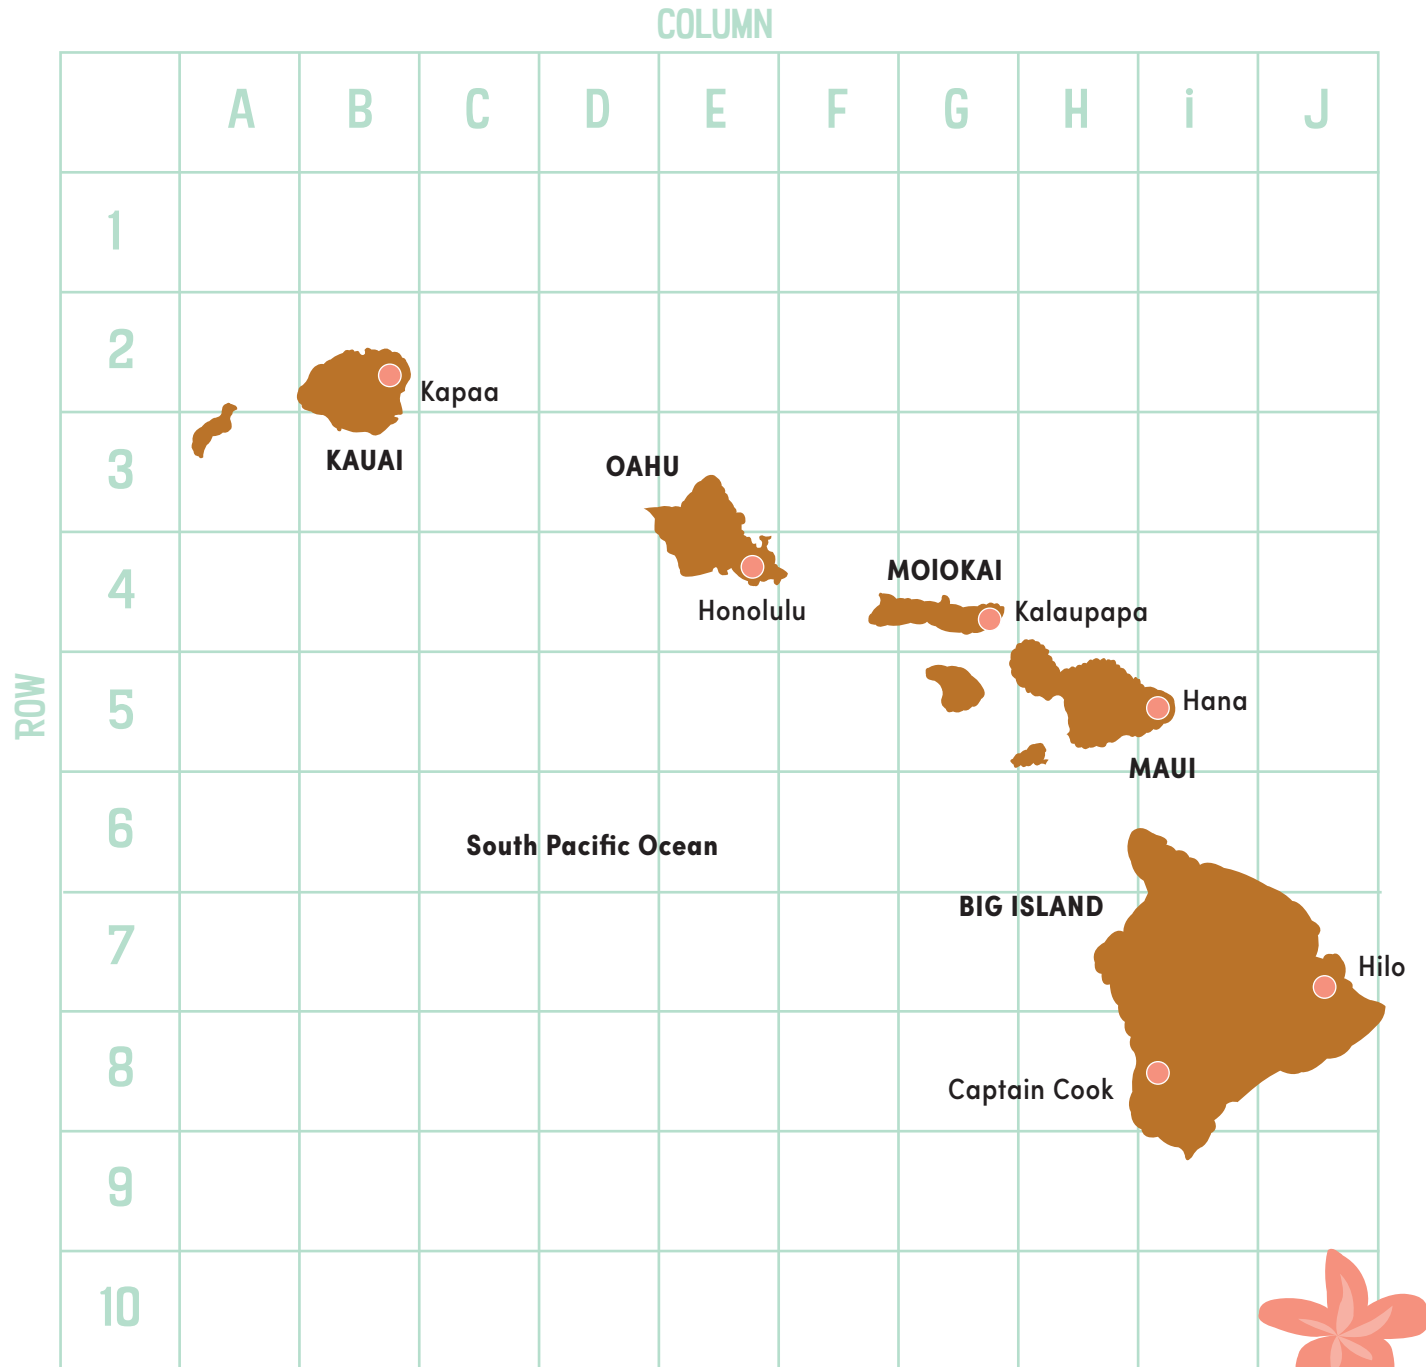 COLUMN
A B C D E F G H i J
1
2
Kapaa
KAUAI
3
OAHU
MOlOKAI
4
Honolulu
Kalaupapa
ROW
5
Hana
MAUI
6
South Pacific Ocean
BIG ISLAND
7
Hilo
8
Captain Cook
9
10